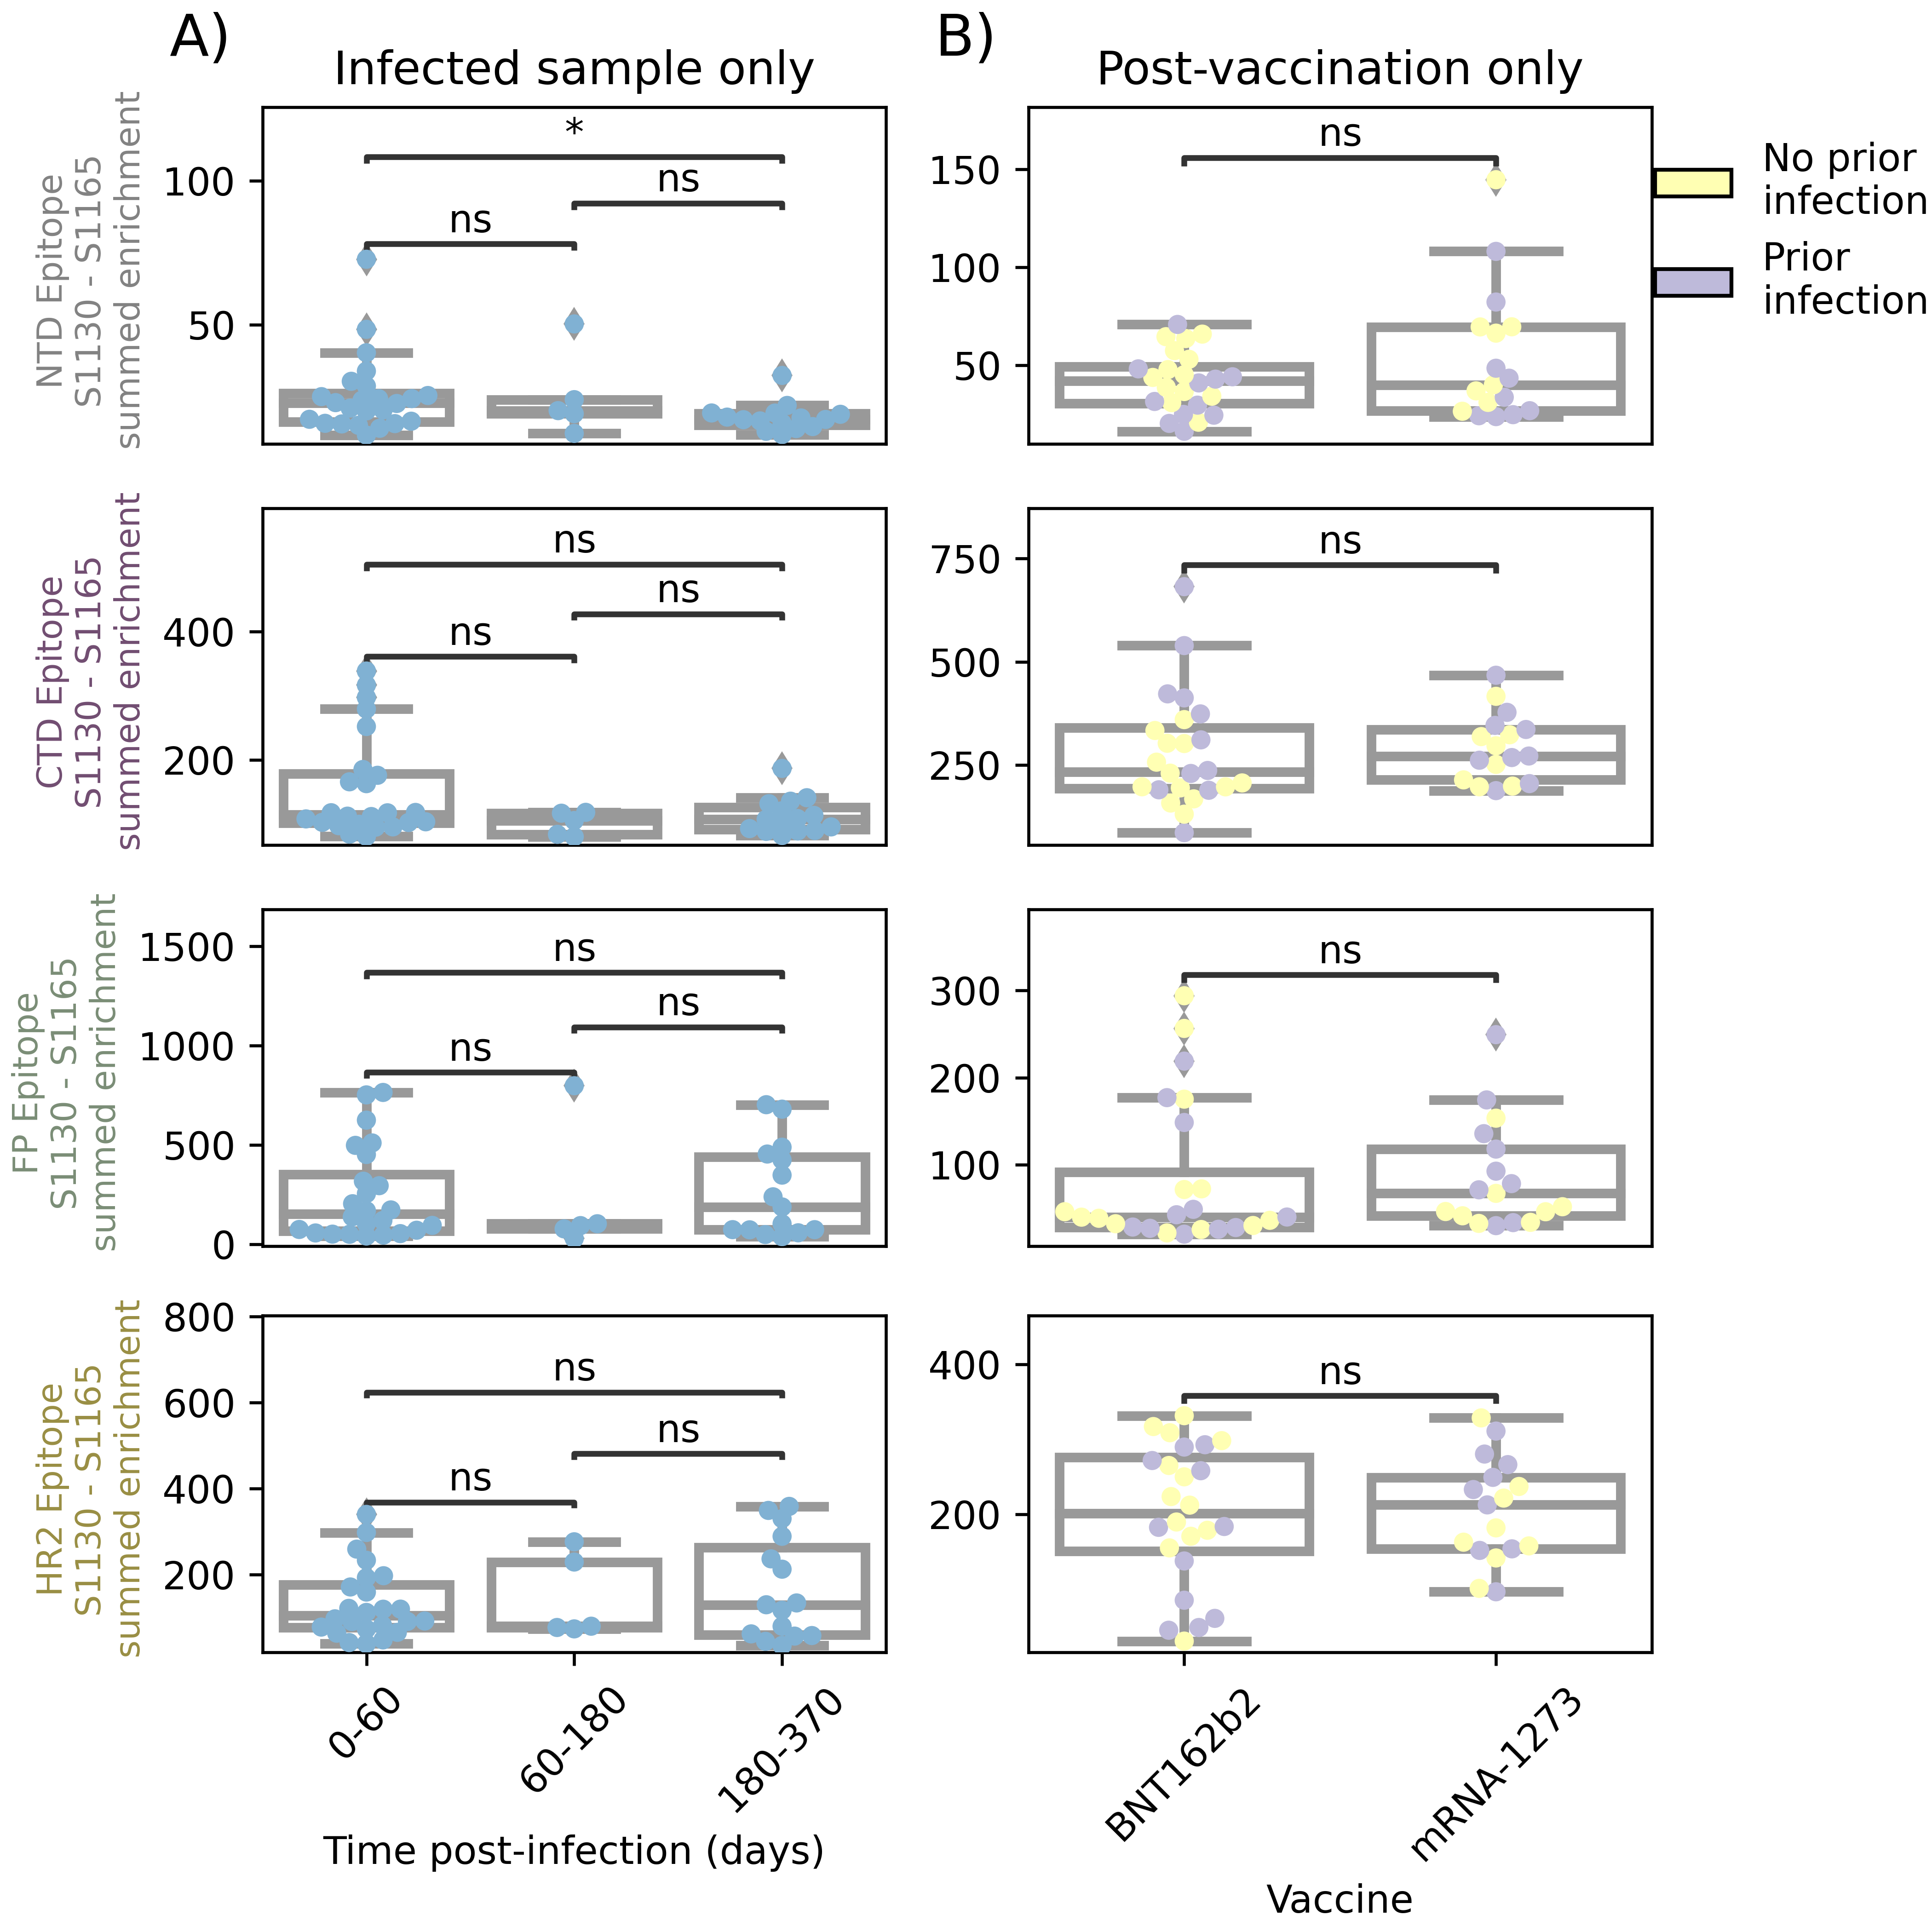 A)
Infected sample only
B)
Post-vaccination only
NTD Epitope
S1130 - S1165
summed enrichment
100
50
*
ns
ns
150
100
50
ns
No prior
infection
Prior
infection
CTD Epitope
S1130 - S1165
summed enrichment
400
200
ns
ns
ns
750
500
250
ns
FP Epitope
S1130 - S1165
summed enrichment
1500
1000
500
0
ns
ns
ns
300
200
100
ns
HR2 Epitope
S1130 - S1165
summed enrichment
800
600
400
200
ns
ns
ns
400
200
ns
0-60
60-180
180-370
Time post-infection (days)
BNT162b2
mRNA-1273
Vaccine